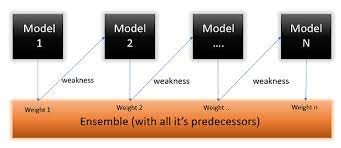 Model 1
Model 2
Model ....
Model N
weakness
weakness
weakness
Weight 1
Weight 2
Weight ..
Weight n
Ensemble (with all it's predecessors)